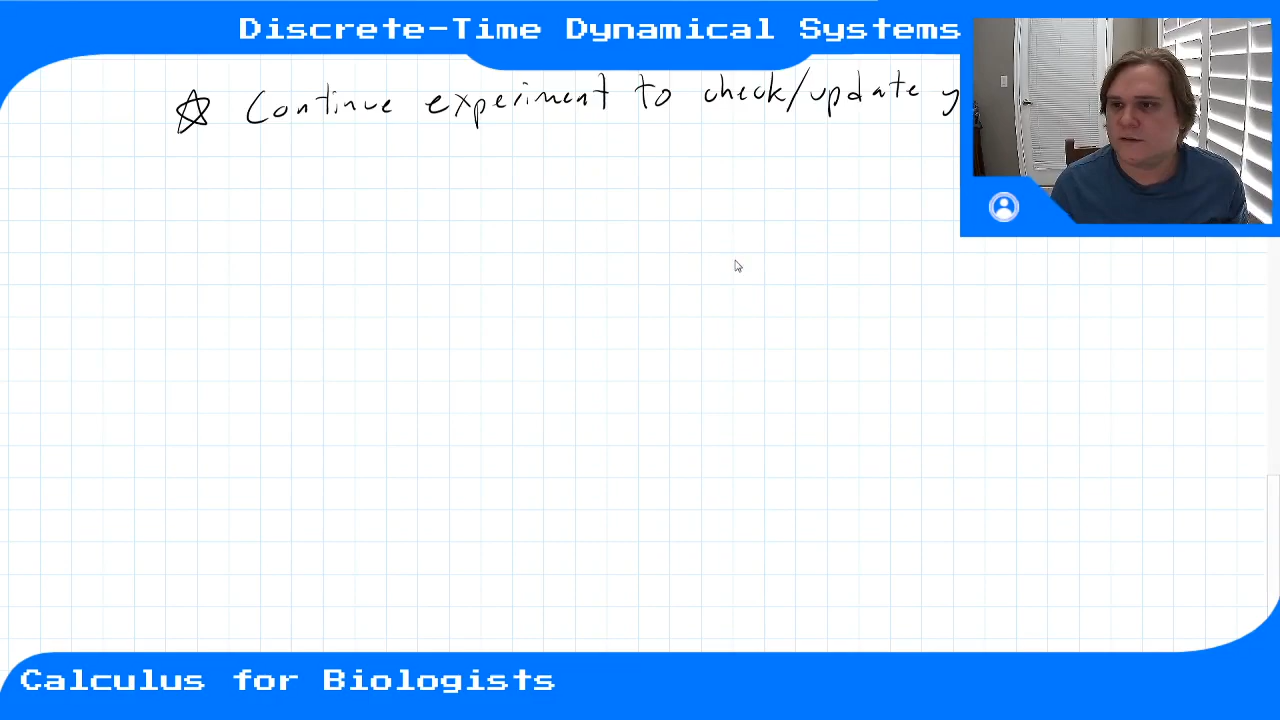 Discrete-Time Dynamical Systems
☆ Continue experiment to check/update y
Calculus for Biologists